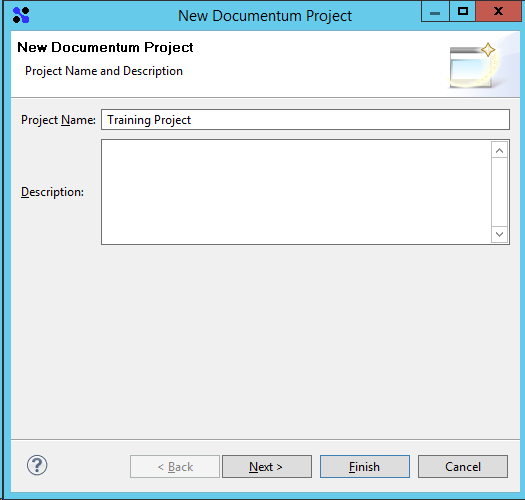 New Documentum Project
New Documentum Project
Project Name and Description
Project Name: Training Project
Description:
? < Back Next > Finish Cancel